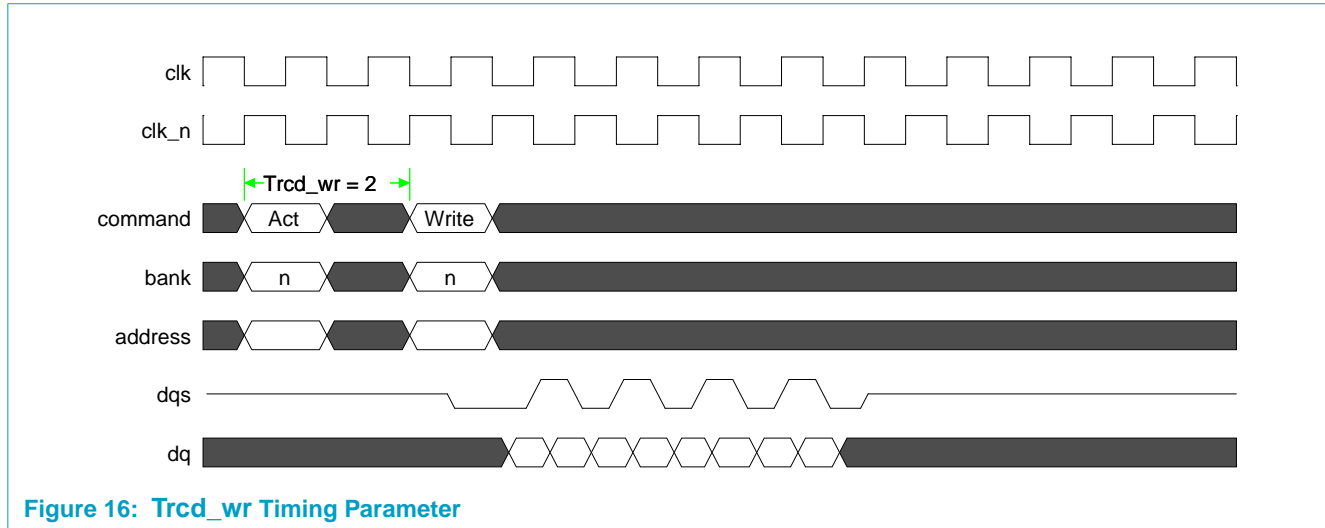 clk
clk_n
Trcd_wr = 2
command Act Write
bank n n
address
dqs
dq
Figure 16: Trcd_wr Timing Parameter